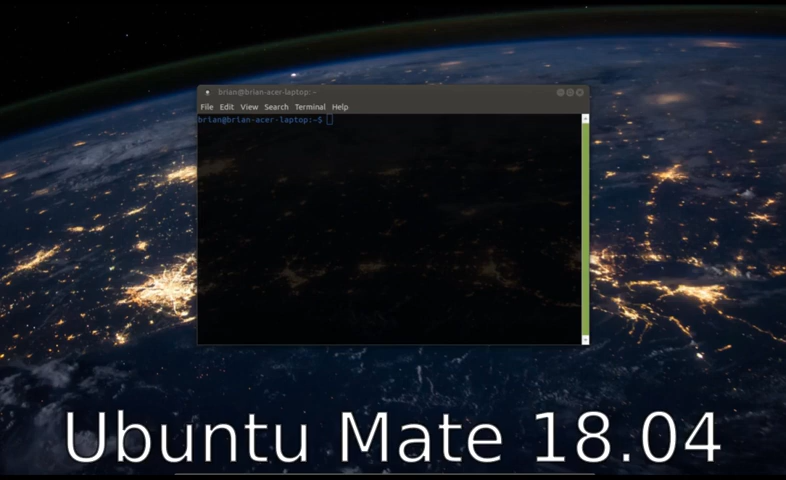 brian@brian-acer-laptop: ~
File Edit View Search Terminal Help
brian@brian-acer-laptop:~$
Ubuntu Mate 18.04